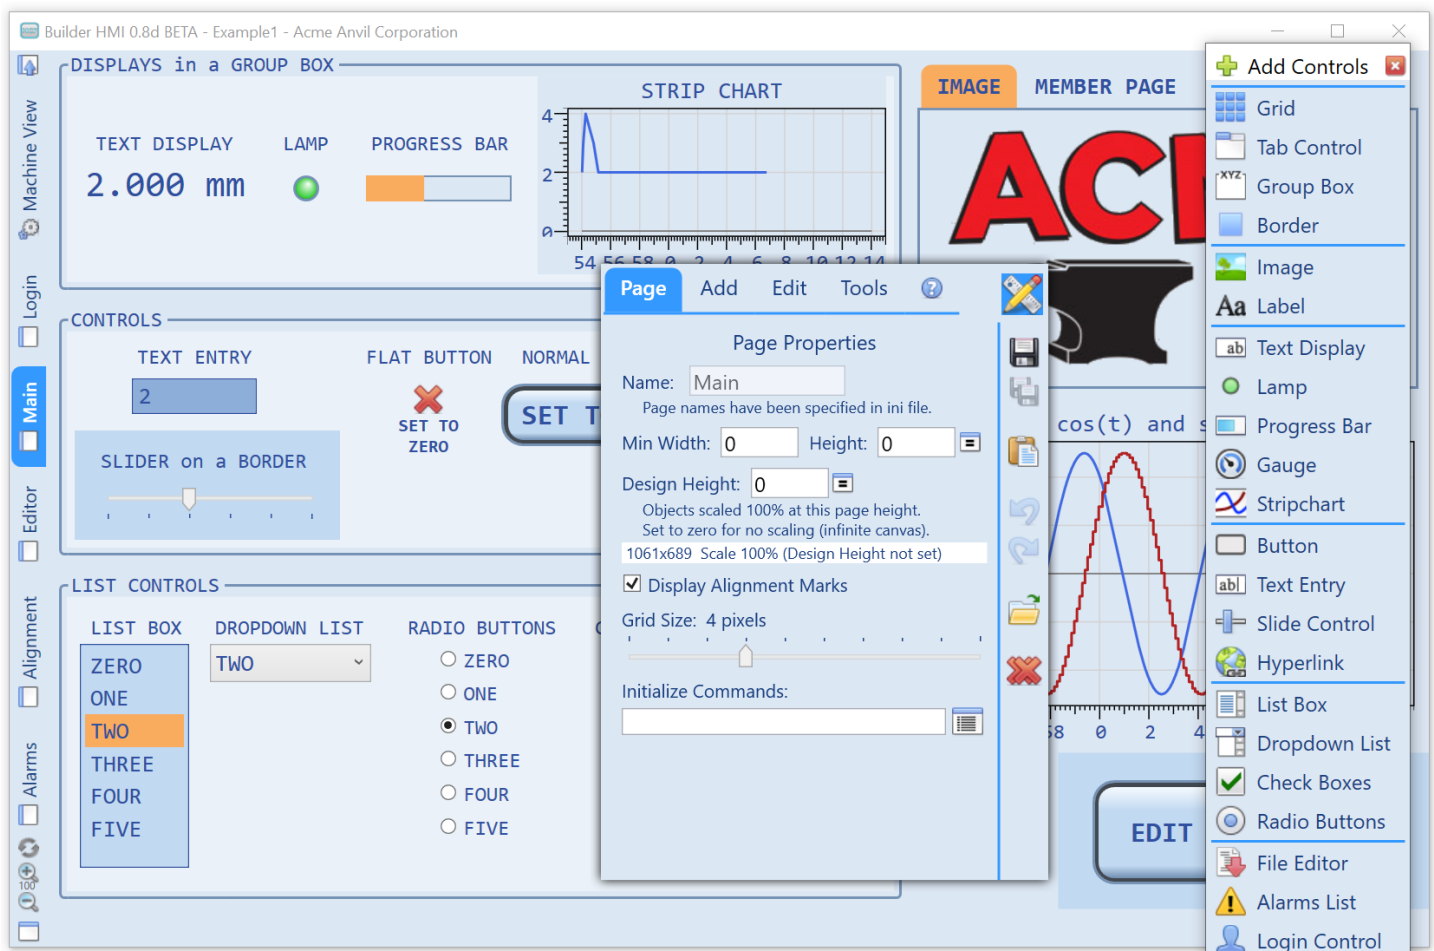 Builder HMI 0.8d BETA - Example1 - Acme Anvil Corporation
Machine View
Login
Main
Editor
Alignment
Alarms
100
DISPLAYS in a GROUP BOX
TEXT DISPLAY
LAMP
PROGRESS BAR
2.000 mm
STRIP CHART
4
2
0
54 56 58 0 2 4 6 8 10 12 14
CONTROLS
TEXT ENTRY
FLAT BUTTON
NORMAL
2
SET TO
ZERO
SET T
SLIDER on a BORDER
LIST CONTROLS
LIST BOX
DROPDOWN LIST
RADIO BUTTONS
ZERO
ONE
TWO
THREE
FOUR
FIVE
TWO
ZERO
ONE
TWO
THREE
FOUR
FIVE
IMAGE
MEMBER PAGE
AC
cos(t) and s
58 0 2 4
EDIT
Page
Add
Edit
Tools
?
Page Properties
Name: Main
Page names have been specified in ini file.
Min Width: 0 Height: 0
Design Height: 0
Objects scaled 100% at this page height.
Set to zero for no scaling (infinite canvas).
1061x689 Scale 100% (Design Height not set)
Display Alignment Marks
Grid Size: 4 pixels
Initialize Commands:
Add Controls
Grid
Tab Control
XYZ
Group Box
Border
Image
Aa Label
ab Text Display
Lamp
Progress Bar
Gauge
Stripchart
Button
ab Text Entry
Slide Control
Hyperlink
List Box
Dropdown List
Check Boxes
Radio Buttons
File Editor
Alarms List
Login Control